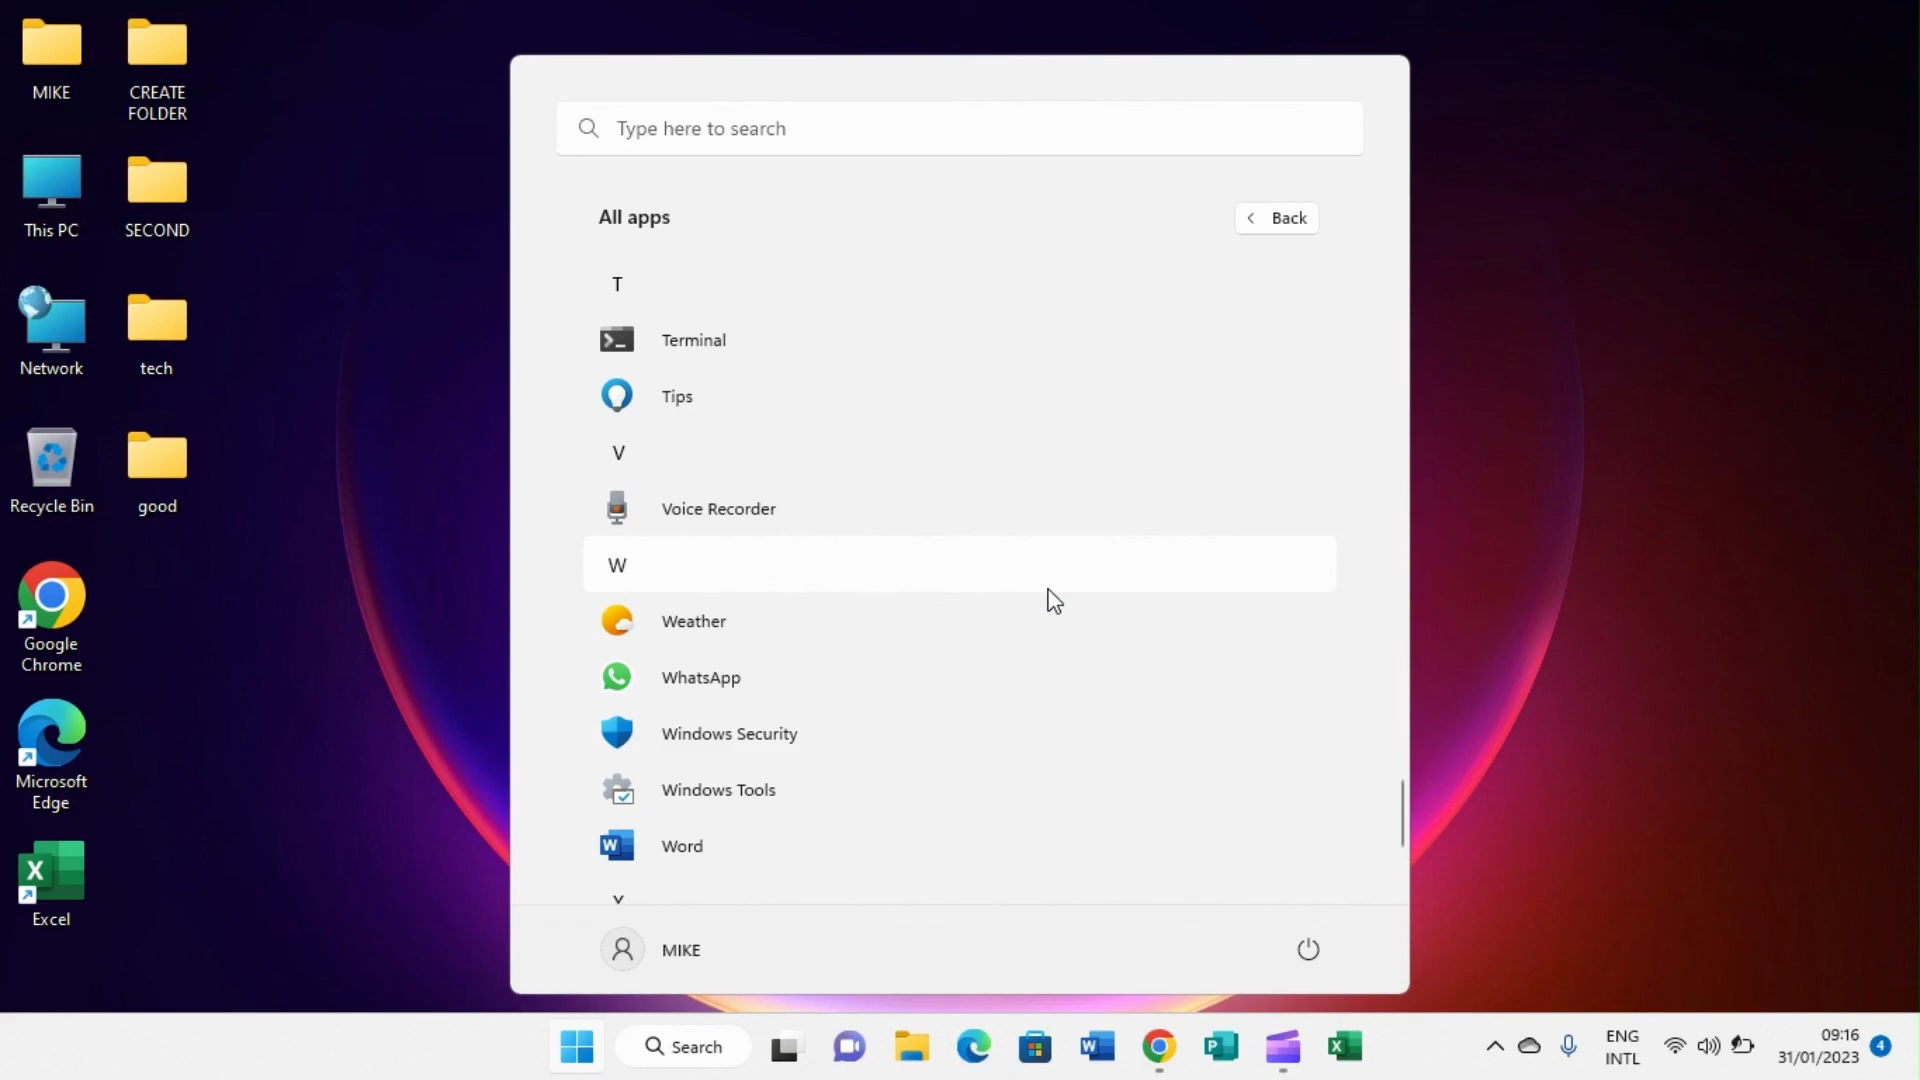 MIKE
CREATE
FOLDER
This PC
SECOND
Network
tech
Recycle Bin
good
Google
Chrome
Microsoft
Edge
Excel
Type here to search
All apps
Back
T
Terminal
Tips
V
Voice Recorder
W
Weather
WhatsApp
Windows Security
Windows Tools
Word
MIKE
Search
ENG
INTL
09:16
31/01/2023
4